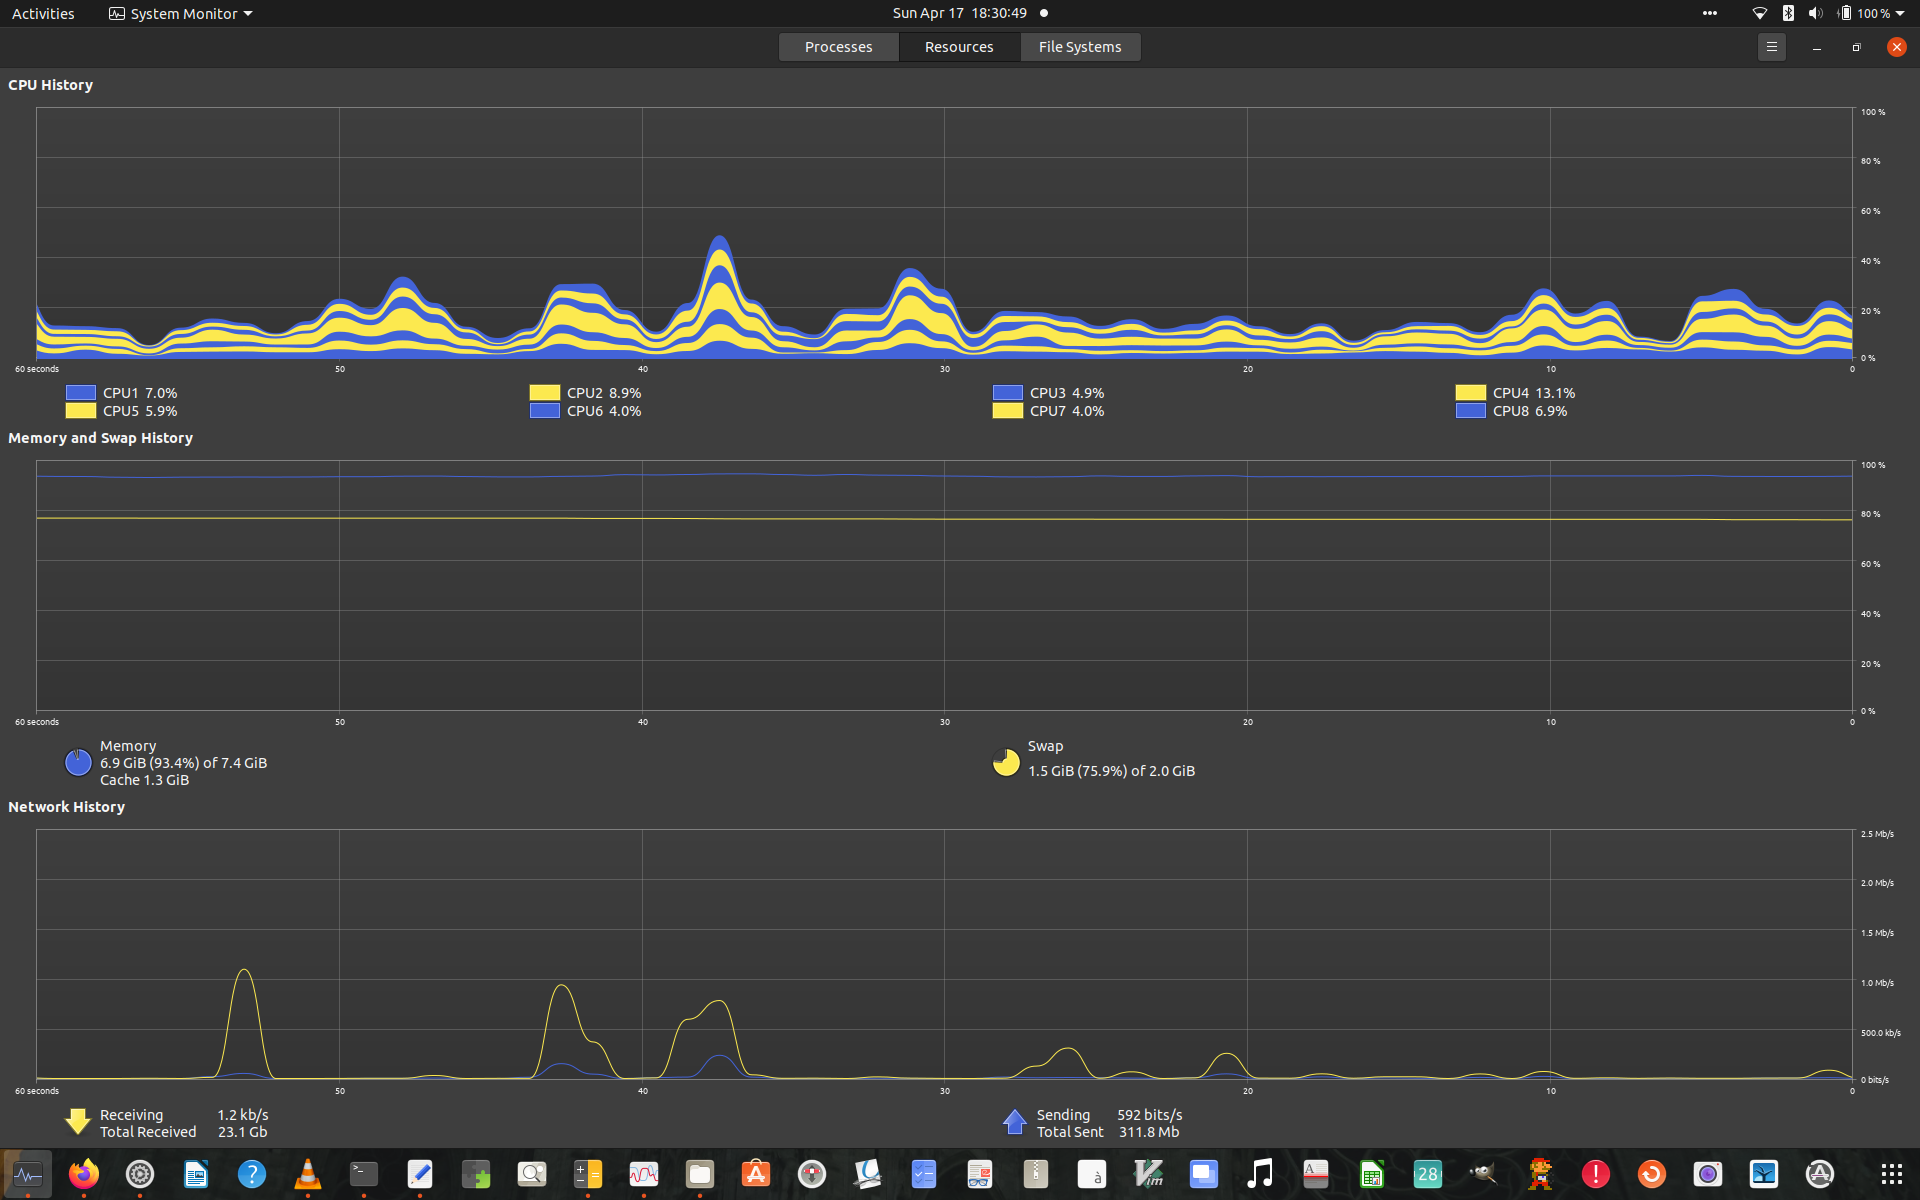 Activities System Monitor Sun Apr 17 18:30:49 100 %
Processes Resources File Systems
CPU History
100 %
80 %
60 %
40 %
20 %
0 %
60 seconds 50 40 30 20 10 0
CPU1 7.0% CPU2 8.9% CPU3 4.9% CPU4 13.1%
CPU5 5.9% CPU6 4.0% CPU7 4.0% CPU8 6.9%
Memory and Swap History
100 %
80 %
60 %
40 %
20 %
0 %
60 seconds 50 40 30 20 10 0
Memory
6.9 GiB (93.4%) of 7.4 GiB
Cache 1.3 GiB
Swap
1.5 GiB (75.9%) of 2.0 GiB
Network History
2.5 Mb/s
2.0 Mb/s
1.5 Mb/s
1.0 Mb/s
500.0 kb/s
0 bits/s
60 seconds 50 40 30 20 10 0
Receiving 1.2 kb/s
Total Received 23.1 Gb
Sending 592 bits/s
Total Sent 311.8 Mb
? >_ à Vim A 28 !